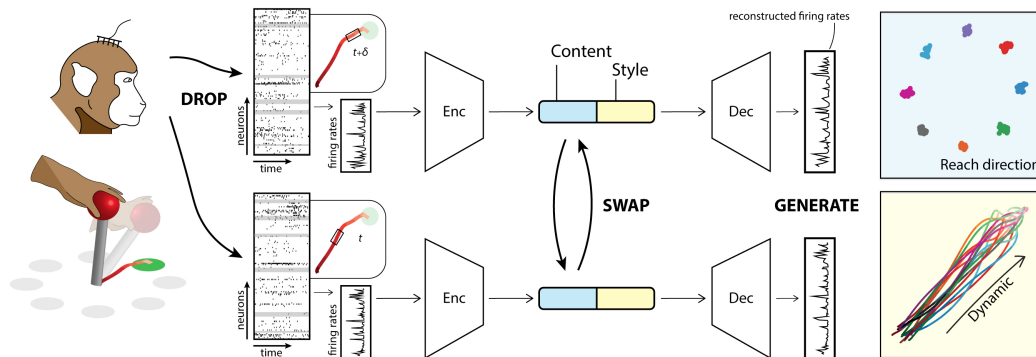 reconstructed firing rates
Content
Style
DROP
t+δ
neurons
firing rates
time
Enc
Dec
Reach direction
SWAP
GENERATE
t
neurons
firing rates
time
Enc
Dec
Dynamic